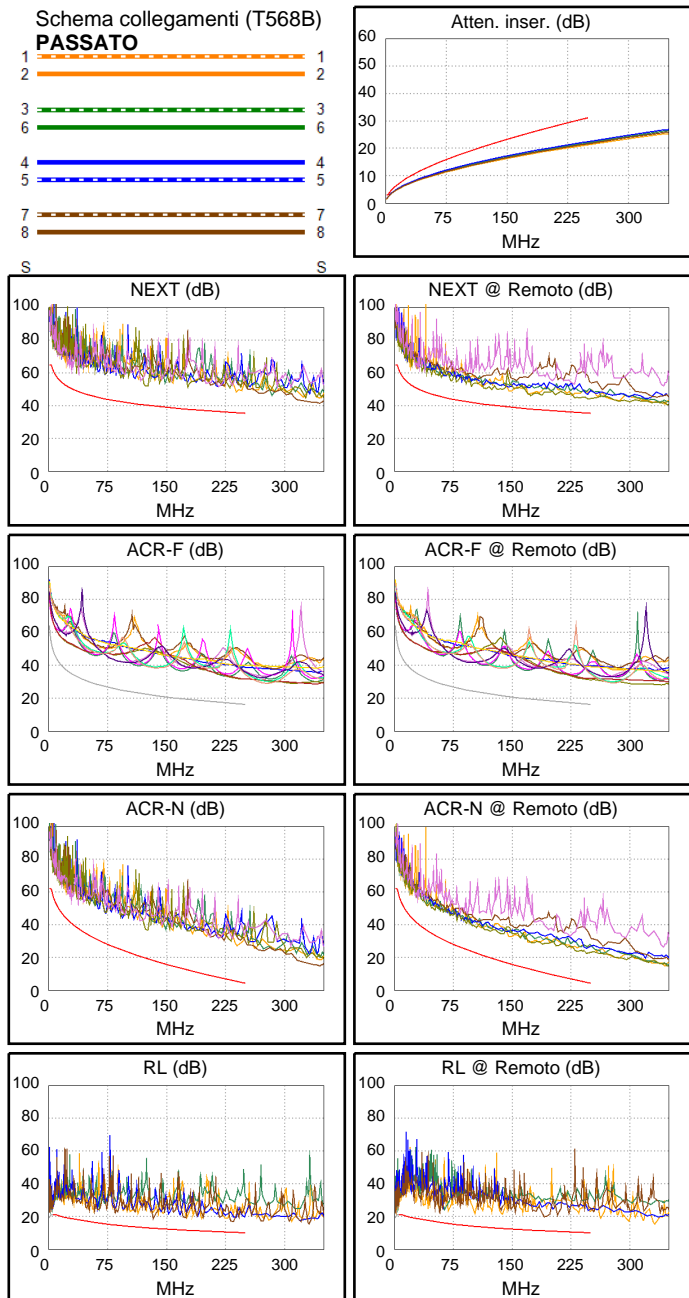 Schema collegamenti (T568B)
PASSATO
1 1
2 2
3 3
6 6
4 4
5 5
7 7
8 8
S S
Atten. inser. (dB)
60
50
40
30
20
10
0
0 75 150 225 300
MHz
NEXT (dB)
100
80
60
40
20
0
0 75 150 225 300
MHz
NEXT @ Remoto (dB)
100
80
60
40
20
0
0 75 150 225 300
MHz
ACR-F (dB)
100
80
60
40
20
0
0 75 150 225 300
MHz
ACR-F @ Remoto (dB)
100
80
60
40
20
0
0 75 150 225 300
MHz
ACR-N (dB)
100
80
60
40
20
0
0 75 150 225 300
MHz
ACR-N @ Remoto (dB)
100
80
60
40
20
0
0 75 150 225 300
MHz
RL (dB)
100
80
60
40
20
0
0 75 150 225 300
MHz
RL @ Remoto (dB)
100
80
60
40
20
0
0 75 150 225 300
MHz